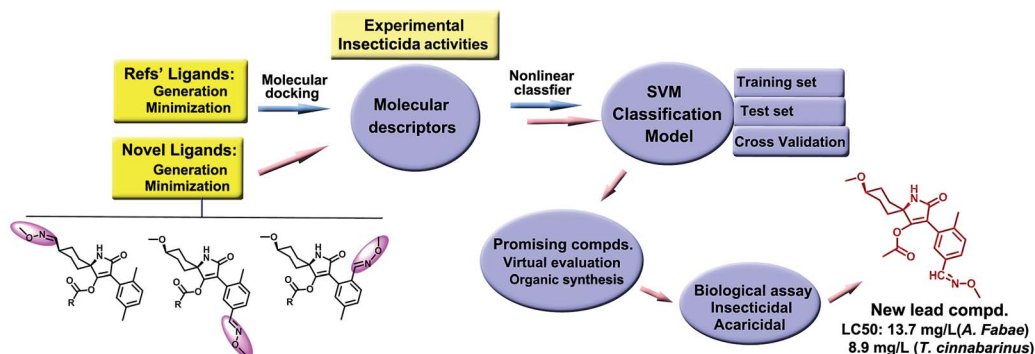 Experimental
Insecticida activities
Refs' Ligands:
Generation
Minimization
Molecular
docking
Molecular
descriptors
Nonlinear
classfier
SVM
Classification
Model
Training set
Test set
Cross Validation
Novel Ligands:
Generation
Minimization
Promising compds.
Virtual evaluation
Organic synthesis
Biological assay
Insecticidal
Acaricidal
O
N
H
N
O
O
O
R
O
H
N
O
O
O
R
N
O
O
H
N
O
O
O
R
N
O
O
H
N
O
O
O
HC
N
O
New lead compd.
LC50: 13.7 mg/L(A. Fabae)
8.9 mg/L (T. cinnabarinus)